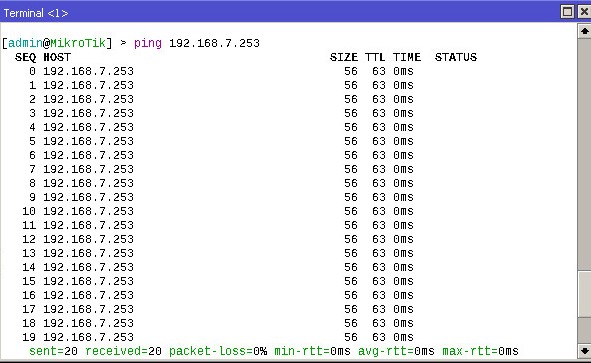 Terminal <1>
[admin@MikroTik] > ping 192.168.7.253
SEQ HOST SIZE TTL TIME STATUS
0 192.168.7.253 56 63 0ms
1 192.168.7.253 56 63 0ms
2 192.168.7.253 56 63 0ms
3 192.168.7.253 56 63 0ms
4 192.168.7.253 56 63 0ms
5 192.168.7.253 56 63 0ms
6 192.168.7.253 56 63 0ms
7 192.168.7.253 56 63 0ms
8 192.168.7.253 56 63 0ms
9 192.168.7.253 56 63 0ms
10 192.168.7.253 56 63 0ms
11 192.168.7.253 56 63 0ms
12 192.168.7.253 56 63 0ms
13 192.168.7.253 56 63 0ms
14 192.168.7.253 56 63 0ms
15 192.168.7.253 56 63 0ms
16 192.168.7.253 56 63 0ms
17 192.168.7.253 56 63 0ms
18 192.168.7.253 56 63 0ms
19 192.168.7.253 56 63 0ms
sent=20 received=20 packet-loss=0% min-rtt=0ms avg-rtt=0ms max-rtt=0ms